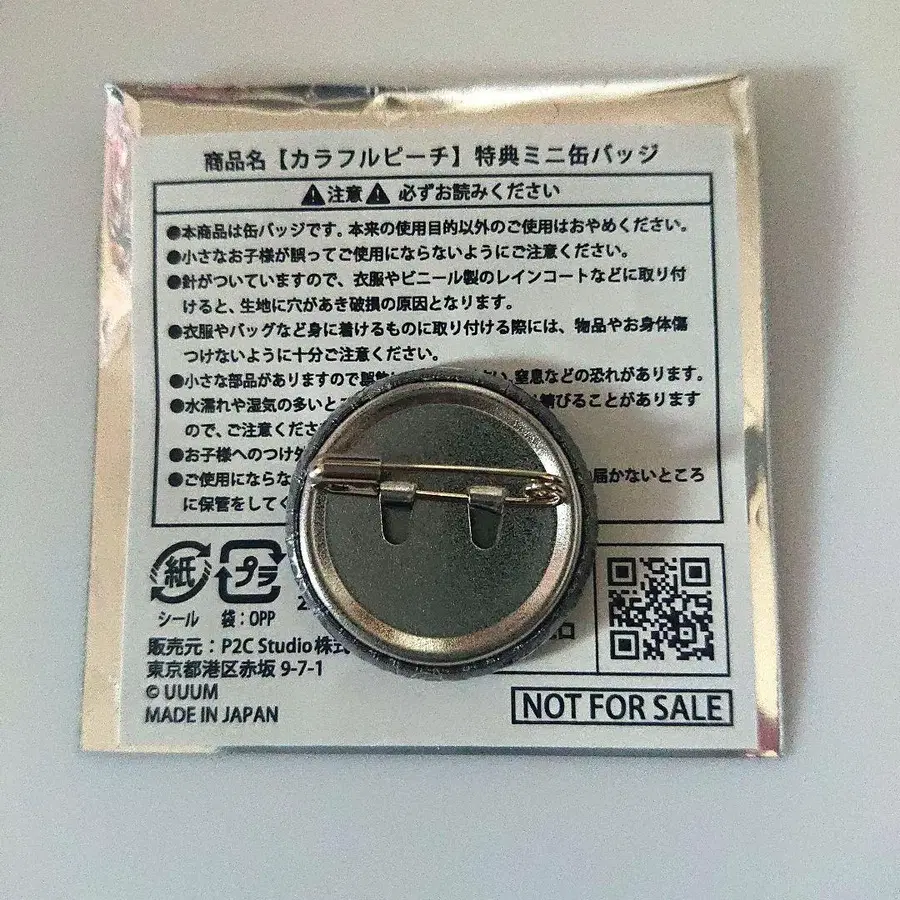 商品名【カラフルピーチ】特典ミニ缶バッジ
注意 必ずお読みください
●本商品は缶バッジです。本来の使用目的以外のご使用はおやめください。
●小さなお子様が誤ってご使用にならないようにご注意ください。
●針がついていますので、衣服やビニール製のレインコートなどに取り付
けると、生地に穴があき破損の原因となります。
●衣服やバッグなど身に着けるものに取り付ける際には、物品やお身体傷
つけないように十分ご注意ください。
●小さな部品がありますので 窒息などの恐れがあります。
●水濡れや湿気の多いと 錆びることがあります
ので、ご注意くださ
●お子様へのつけ
●ご使用にならな 届かないところ
に保管をして
紙 プラ
シール 袋：OPP 2
販売元：P2C Studio株式
東京都港区赤坂 9-7-1
© UUUM
MADE IN JAPAN
NOT FOR SALE